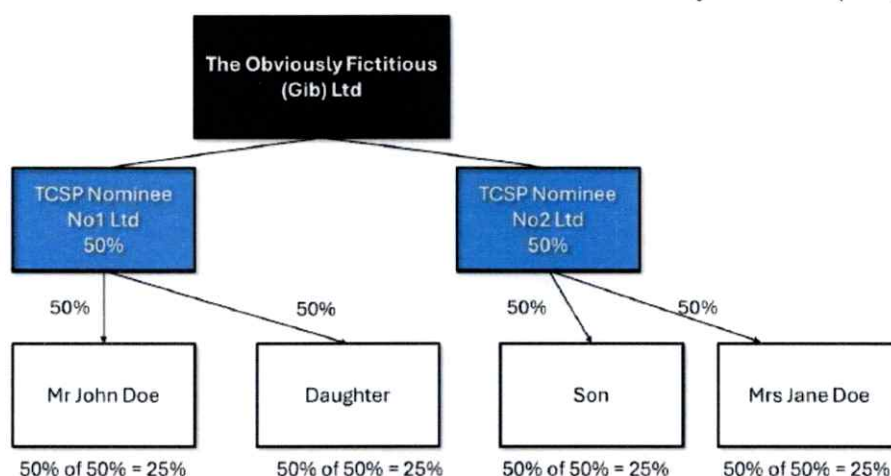 The Obviously Fictitious
(Gib) Ltd
TCSP Nominee
No1 Ltd
50%
TCSP Nominee
No2 Ltd
50%
50%
50%
50%
50%
Mr John Doe
Daughter
Son
Mrs Jane Doe
50% of 50% = 25%
50% of 50% = 25%
50% of 50% = 25%
50% of 50% = 25%